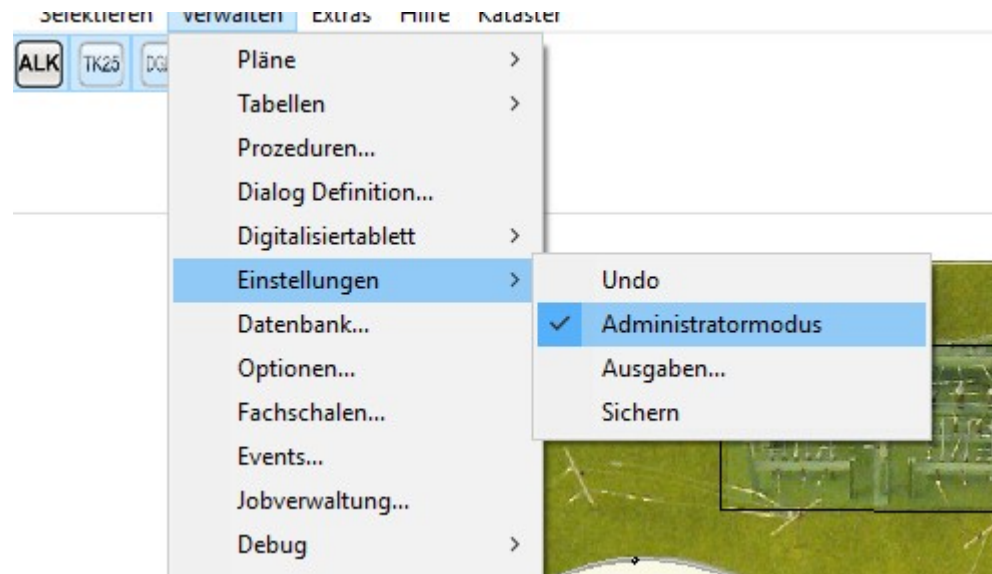 Selektieren Verwalten Extras Hilfe Kataster
ALK TK25
Pläne
Tabellen
Prozeduren...
Dialog Definition...
Digitalisiertablett
Einstellungen
Datenbank...
Optionen...
Fachschalen...
Events...
Jobverwaltung...
Debug
Undo
Administratormodus
Ausgaben...
Sichern